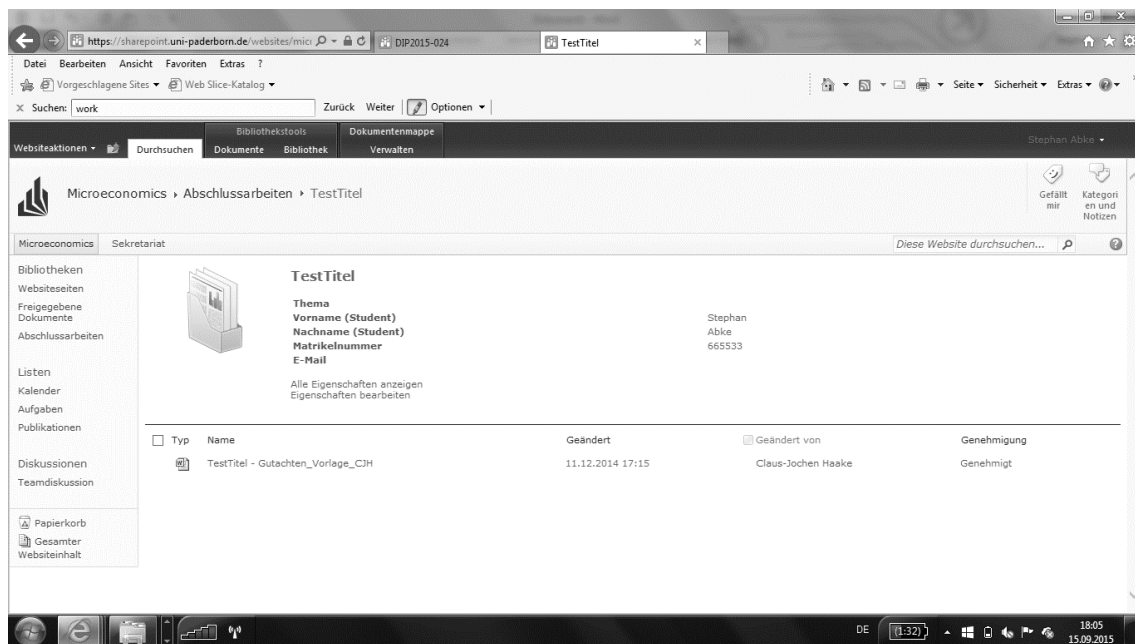 https://sharepoint.uni-paderborn.de/websites/micr
DIP2015-024
TestTitel
Datei Bearbeiten Ansicht Favoriten Extras ?
Vorgeschlagene Sites Web Slice-Katalog
Seite Sicherheit Extras
Suchen: work Zurück Weiter Optionen
Bibliothekstools Dokumentenmappe
Websiteaktionen Durchsuchen Dokumente Bibliothek Verwalten
Stephan Abke
Microeconomics Abschlussarbeiten TestTitel
Gefällt mir
Kategorien und Notizen
Microeconomics Sekretariat
Diese Website durchsuchen...
Bibliotheken
Websiteseiten
Freigegebene
Dokumente
Abschlussarbeiten
Listen
Kalender
Aufgaben
Publikationen
Diskussionen
Teamdiskussion
Papierkorb
Gesamter
Websiteinhalt
TestTitel
Thema
Vorname (Student) Stephan
Nachname (Student) Abke
Matrikelnummer 665533
E-Mail
Alle Eigenschaften anzeigen
Eigenschaften bearbeiten
Typ Name Geändert Geändert von Genehmigung
TestTitel - Gutachten_Vorlage_CJH 11.12.2014 17:15 Claus-Jochen Haake Genehmigt
DE (1:32) 18:05
15.09.2015